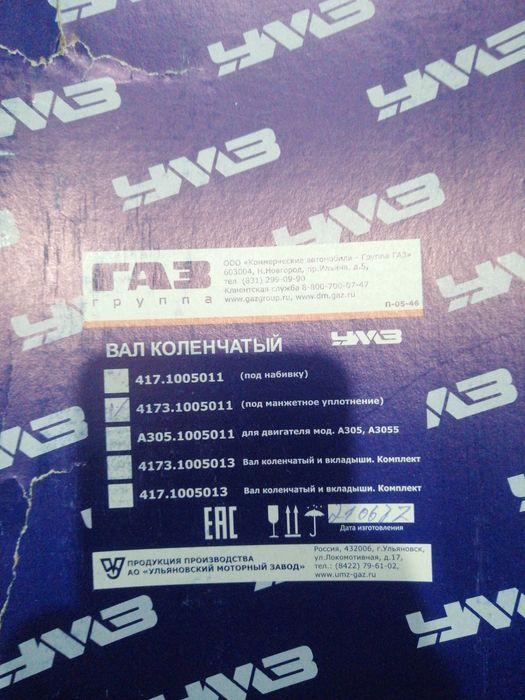 УМЗ
УМЗ
УМЗ
УМЗ
УМЗ
ГАЗ
группа
ООО «Коммерческие автомобили - Группа ГАЗ»
603004, Н.Новгород, пр.Ильича, д.5,
тел. (831) 299-09-90
Клиентская служба 8-800-700-07-47
www.gazgroup.ru, www.dm.gaz.ru
П-05-46
УМЗ
ВАЛ КОЛЕНЧАТЫЙ
УМЗ
417.1005011 (под набивку)
4173.1005011 (под манжетное уплотнение)
А305.1005011 для двигателя мод. А305, А3055
4173.1005013 Вал коленчатый и вкладыши. Комплект
417.1005013 Вал коленчатый и вкладыши. Комплект
ЕАС
Дата изготовления
ПРОДУКЦИЯ ПРОИЗВОДСТВА
АО «УЛЬЯНОВСКИЙ МОТОРНЫЙ ЗАВОД»
Россия, 432006, г.Ульяновск,
ул.Локомотивная, д.17,
тел.: (8422) 79-61-02,
www.umz-gaz.ru
УМЗ
УМЗ
УМЗ